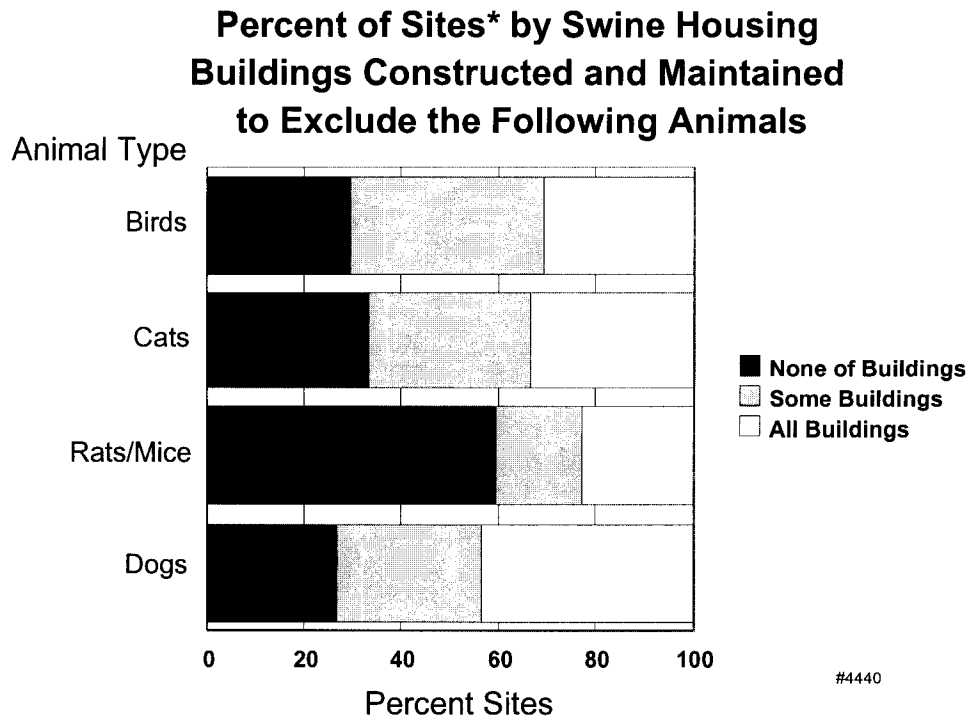 Percent of Sites* by Swine Housing
Buildings Constructed and Maintained
to Exclude the Following Animals
Animal Type
Birds
Cats
Rats/Mice
Dogs
None of Buildings
Some Buildings
All Buildings
0 20 40 60 80 100
Percent Sites
#4440